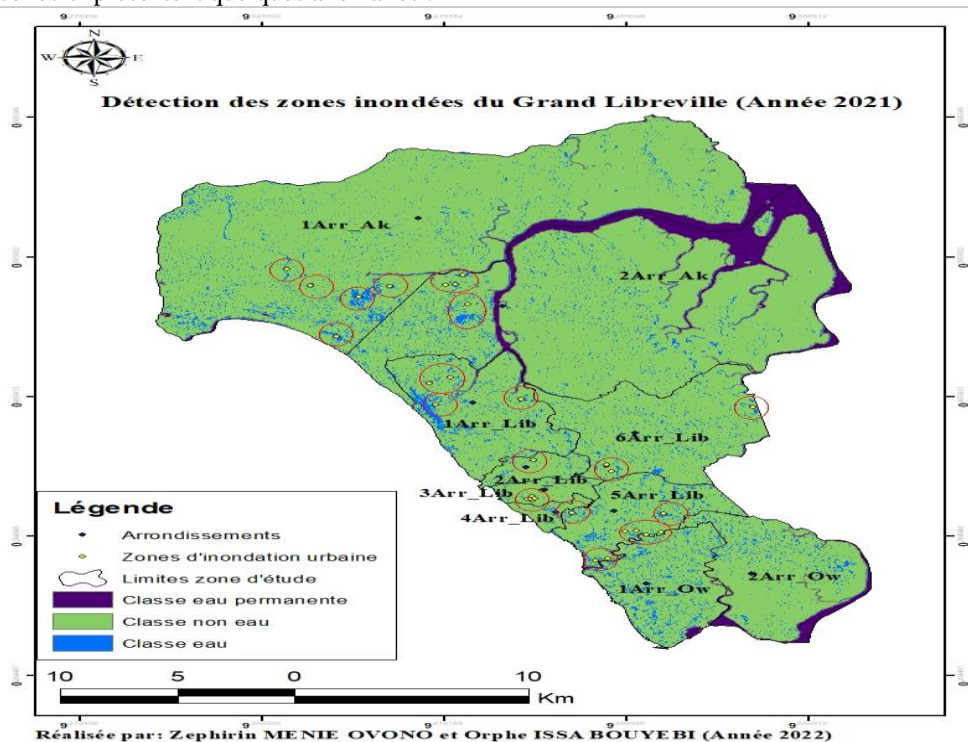 N
W E
S
Détection des zones inondées du Grand Libreville (Année 2021)
1Arr_Ak
2Arr_Ak
1Arr_Lib
6Arr_Lib
2Arr_Lib
3Arr_Lib
5Arr_Lib
4Arr_Lib
1Arr_Ow
2Arr_Ow
Légende
Arrondissements
Zones d'inondation urbaine
Limites zone d'étude
Classe eau permanente
Classe non eau
Classe eau
10 5 0 10
Km
Réalisée par: Zephirin MENIE OVONO et Orphe ISSA BOUYEBI (Année 2022)